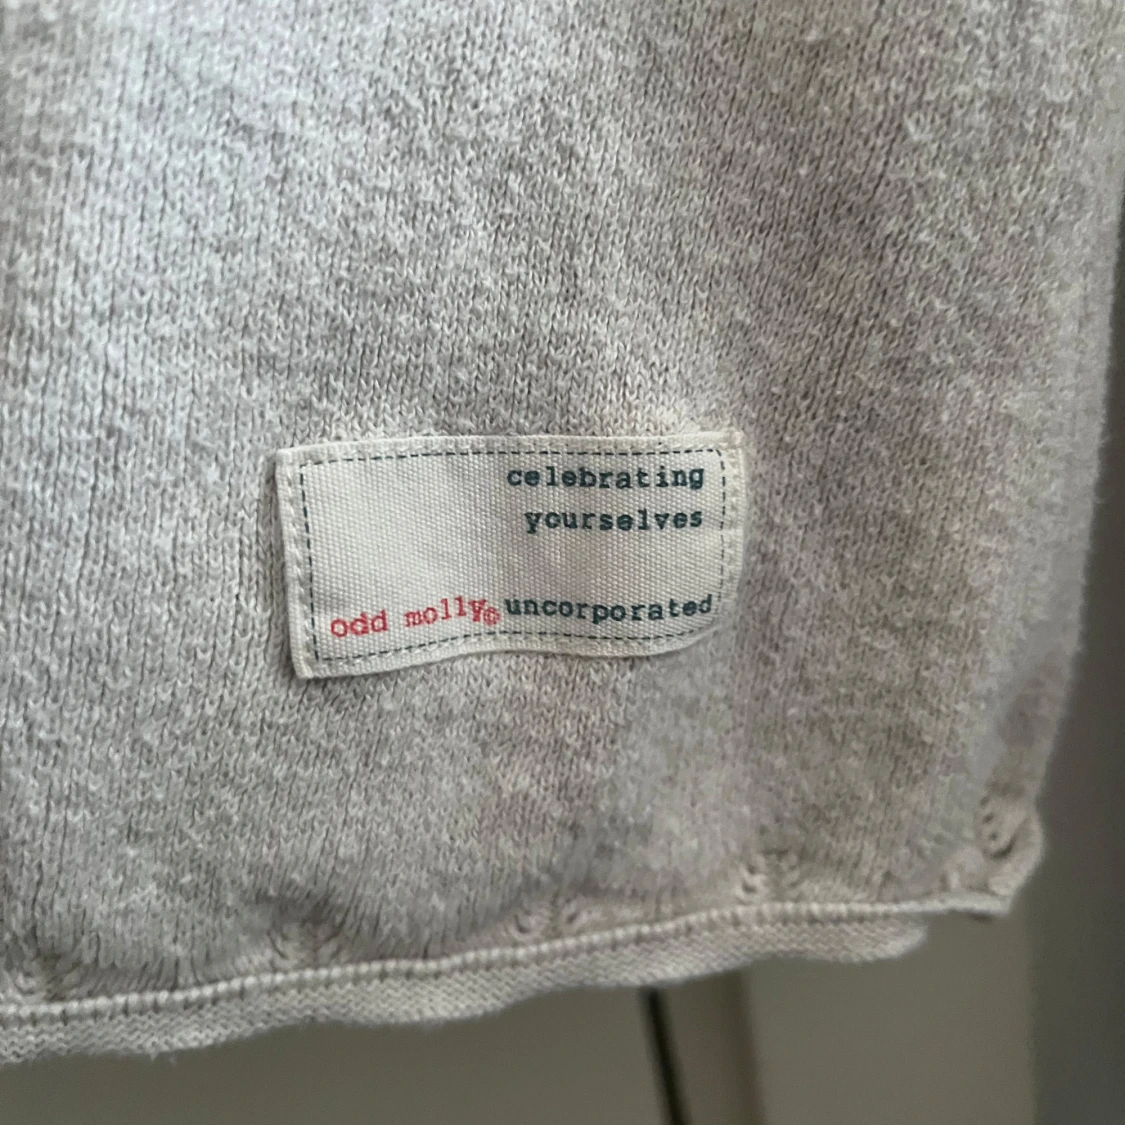 celebrating
yourselves
odd molly® uncorporated